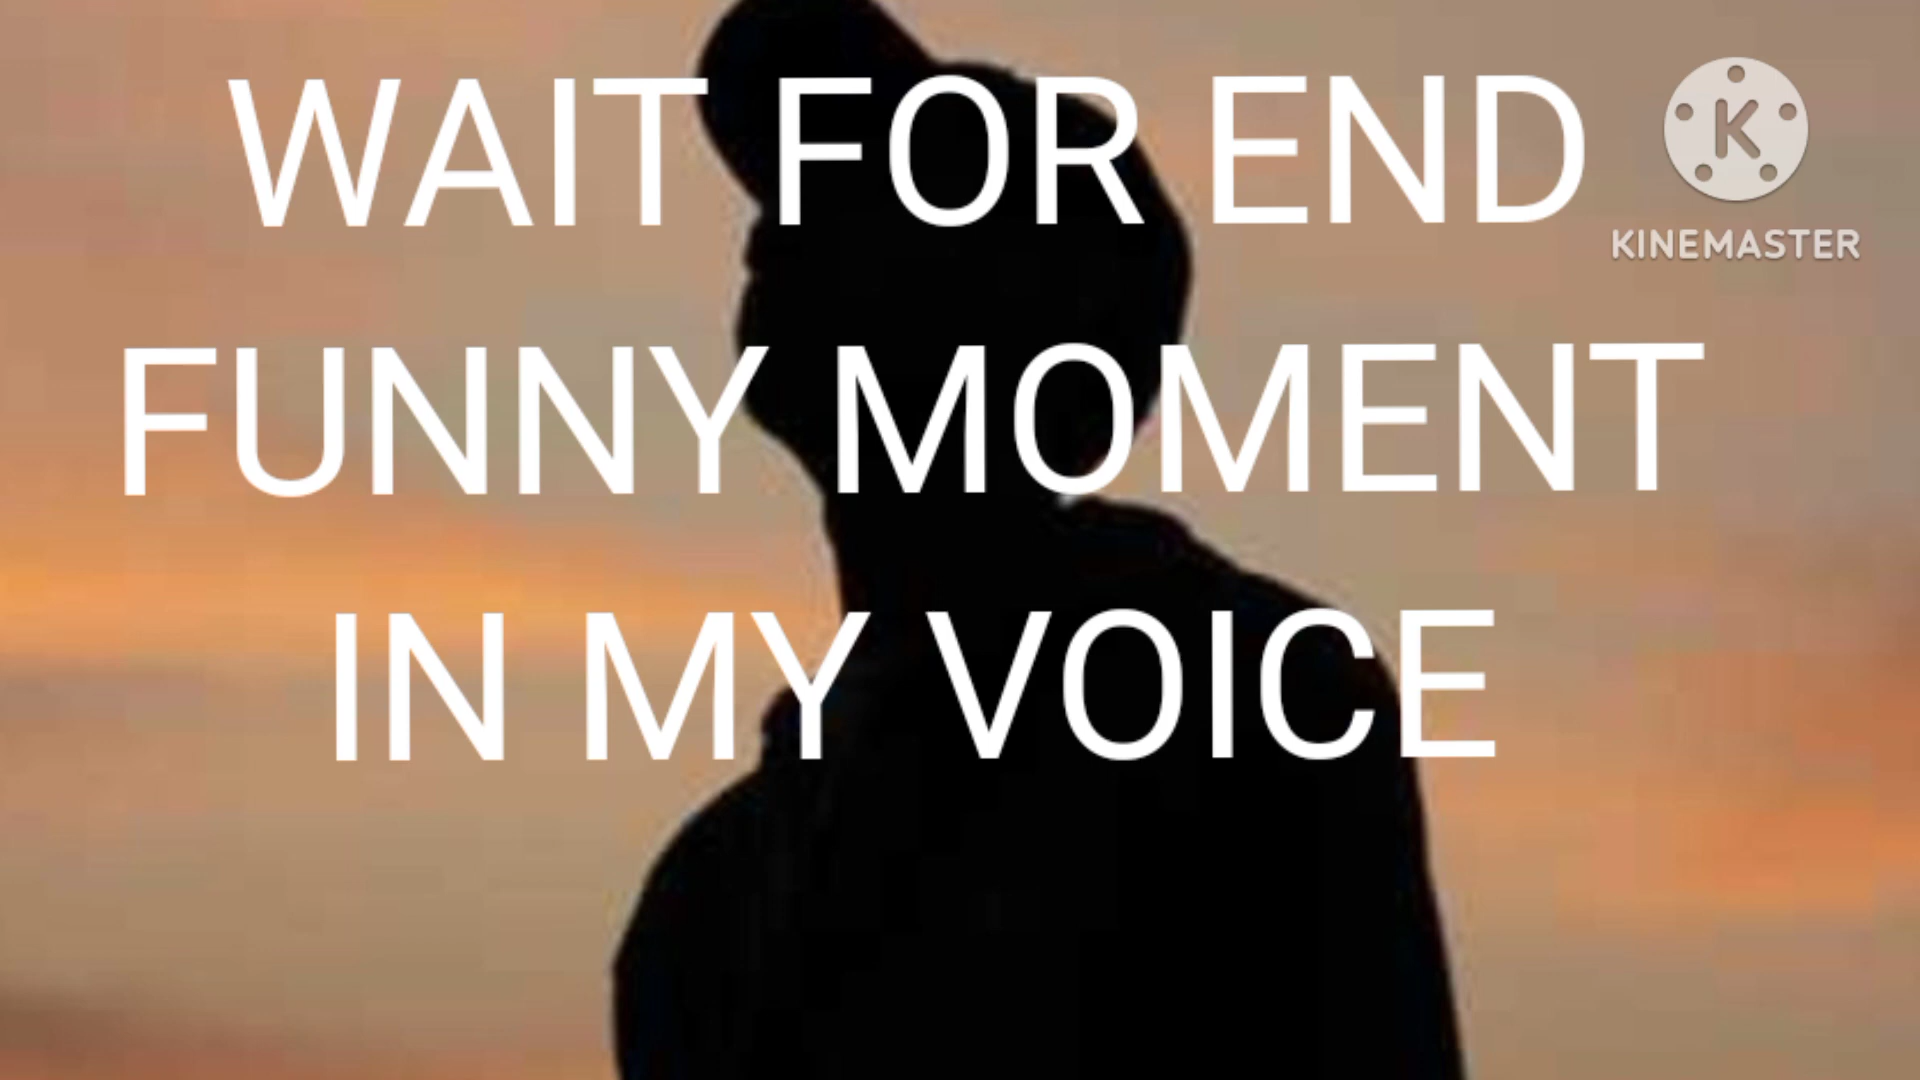 WAIT FOR END
K
KINEMASTER
FUNNY MOMENT
IN MY VOICE